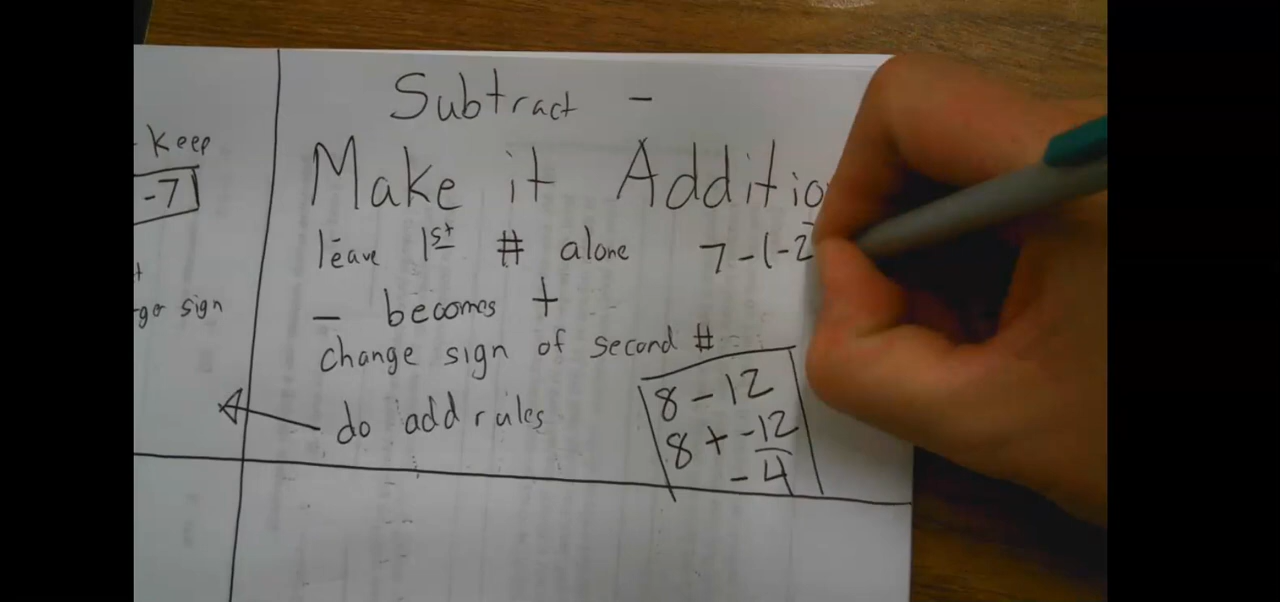 Keep
-7
sign
Subtract -
Make it Additio
leave 1st # alone
7-(-2
- becomes +
change sign of second #
do add rules
8 - 12
8 + -12
-4